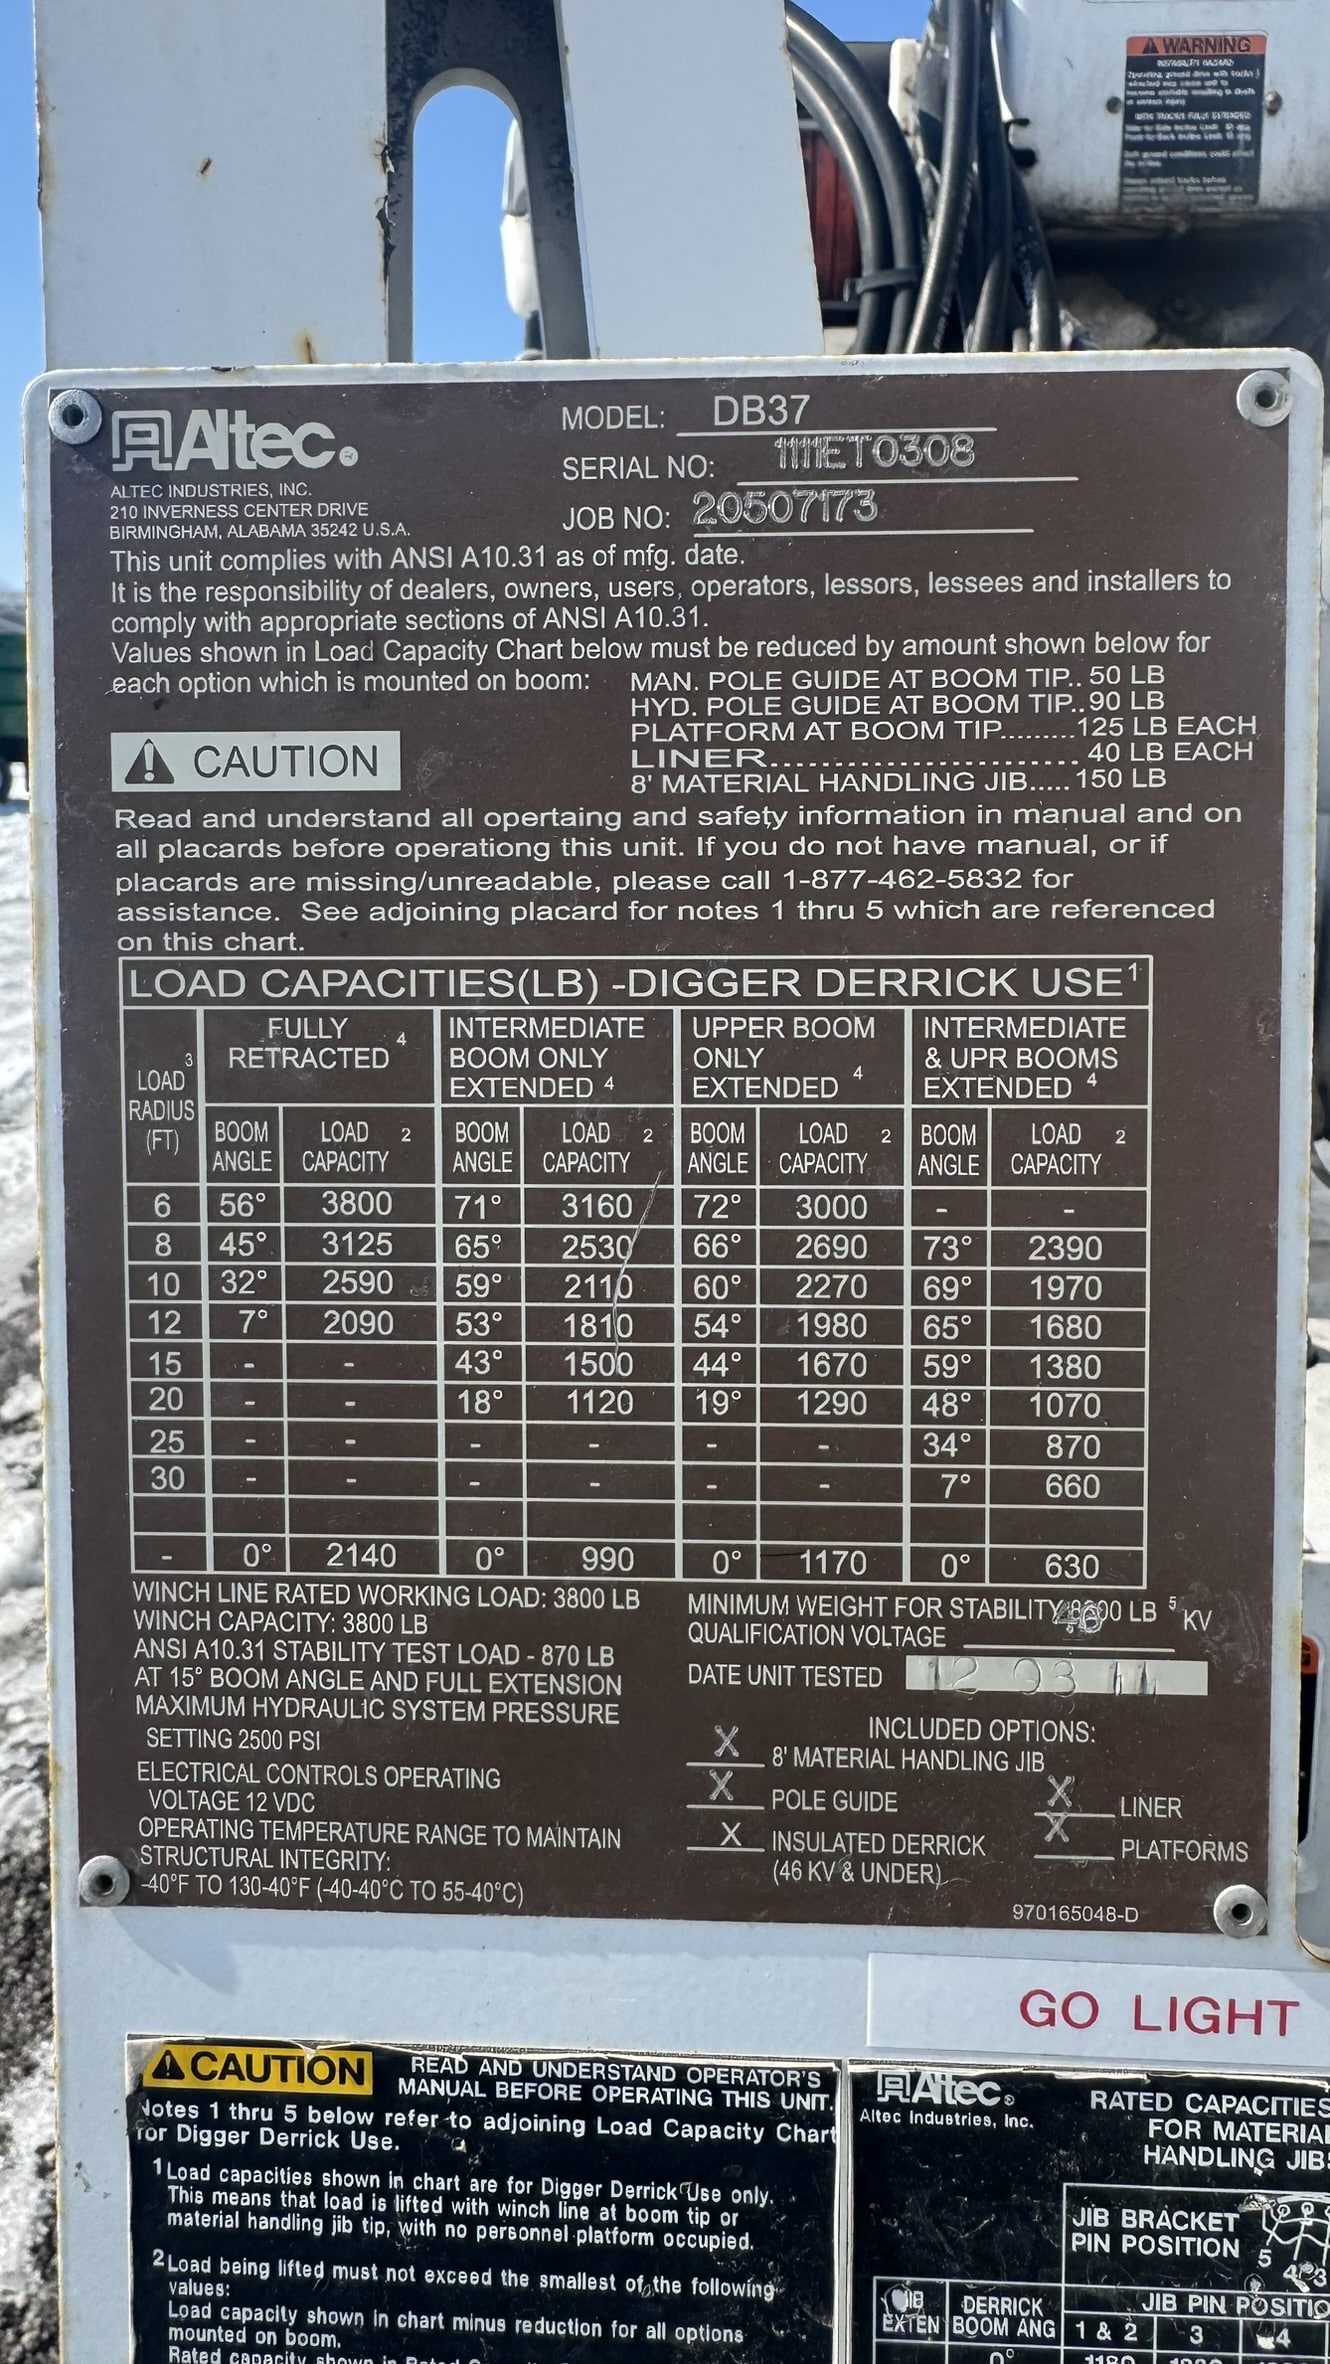 WARNING
Altec.
ALTEC INDUSTRIES, INC.
210 INVERNESS CENTER DRIVE
BIRMINGHAM, ALABAMA 35242 U.S.A.
MODEL: DB37
SERIAL NO: 1111ET0308
JOB NO: 20507173
This unit complies with ANSI A10.31 as of mfg. date.
It is the responsibility of dealers, owners, users, operators, lessors, lessees and installers to
comply with appropriate sections of ANSI A10.31.
Values shown in Load Capacity Chart below must be reduced by amount shown below for
each option which is mounted on boom:
MAN. POLE GUIDE AT BOOM TIP.. 50 LB
HYD. POLE GUIDE AT BOOM TIP.. 90 LB
PLATFORM AT BOOM TIP.........125 LB EACH
LINER........................... 40 LB EACH
8' MATERIAL HANDLING JIB..... 150 LB
CAUTION
Read and understand all opertaing and safety information in manual and on
all placards before operationg this unit. If you do not have manual, or if
placards are missing/unreadable, please call 1-877-462-5832 for
assistance. See adjoining placard for notes 1 thru 5 which are referenced
on this chart.
LOAD CAPACITIES(LB) -DIGGER DERRICK USE1
LOAD 3 RADIUS (FT)
FULLY RETRACTED 4
INTERMEDIATE BOOM ONLY EXTENDED 4
UPPER BOOM ONLY EXTENDED 4
INTERMEDIATE & UPR BOOMS EXTENDED 4
BOOM ANGLE LOAD 2 CAPACITY BOOM ANGLE LOAD 2 CAPACITY BOOM ANGLE LOAD 2 CAPACITY BOOM ANGLE LOAD 2 CAPACITY
6 56° 3800 71° 3160 72° 3000 - -
8 45° 3125 65° 2530 66° 2690 73° 2390
10 32° 2590 59° 2110 60° 2270 69° 1970
12 7° 2090 53° 1810 54° 1980 65° 1680
15 - - 43° 1500 44° 1670 59° 1380
20 - - 18° 1120 19° 1290 48° 1070
25 - - - - - - 34° 870
30 - - - - - - 7° 660
- 0° 2140 0° 990 0° 1170 0° 630
WINCH LINE RATED WORKING LOAD: 3800 LB
WINCH CAPACITY: 3800 LB
ANSI A10.31 STABILITY TEST LOAD - 870 LB
AT 15° BOOM ANGLE AND FULL EXTENSION
MAXIMUM HYDRAULIC SYSTEM PRESSURE
SETTING 2500 PSI
ELECTRICAL CONTROLS OPERATING
VOLTAGE 12 VDC
OPERATING TEMPERATURE RANGE TO MAINTAIN
STRUCTURAL INTEGRITY:
-40°F TO 130-40°F (-40-40°C TO 55-40°C)
MINIMUM WEIGHT FOR STABILITY LB 5
QUALIFICATION VOLTAGE 46 KV
DATE UNIT TESTED 12 03 11
INCLUDED OPTIONS:
X 8' MATERIAL HANDLING JIB
X POLE GUIDE X LINER
X INSULATED DERRICK X PLATFORMS
(46 KV & UNDER)
970165048-D
GO LIGHT
CAUTION
READ AND UNDERSTAND OPERATOR'S
MANUAL BEFORE OPERATING THIS UNIT.
Notes 1 thru 5 below refer to adjoining Load Capacity Chart
for Digger Derrick Use.
1 Load capacities shown in chart are for Digger Derrick Use only.
This means that load is lifted with winch line at boom tip or
material handling jib tip, with no personnel platform occupied.
2 Load being lifted must not exceed the smallest of the following
values:
Load capacity shown in chart minus reduction for all options
mounted on boom.
Altec.
Altec Industries, Inc.
RATED CAPACITIES
FOR MATERIAL
HANDLING JIB
JIB BRACKET
PIN POSITION
5 4 3
JIB EXTEN DERRICK BOOM ANG
JIB PIN POSITIO
1 & 2 3 4
0°